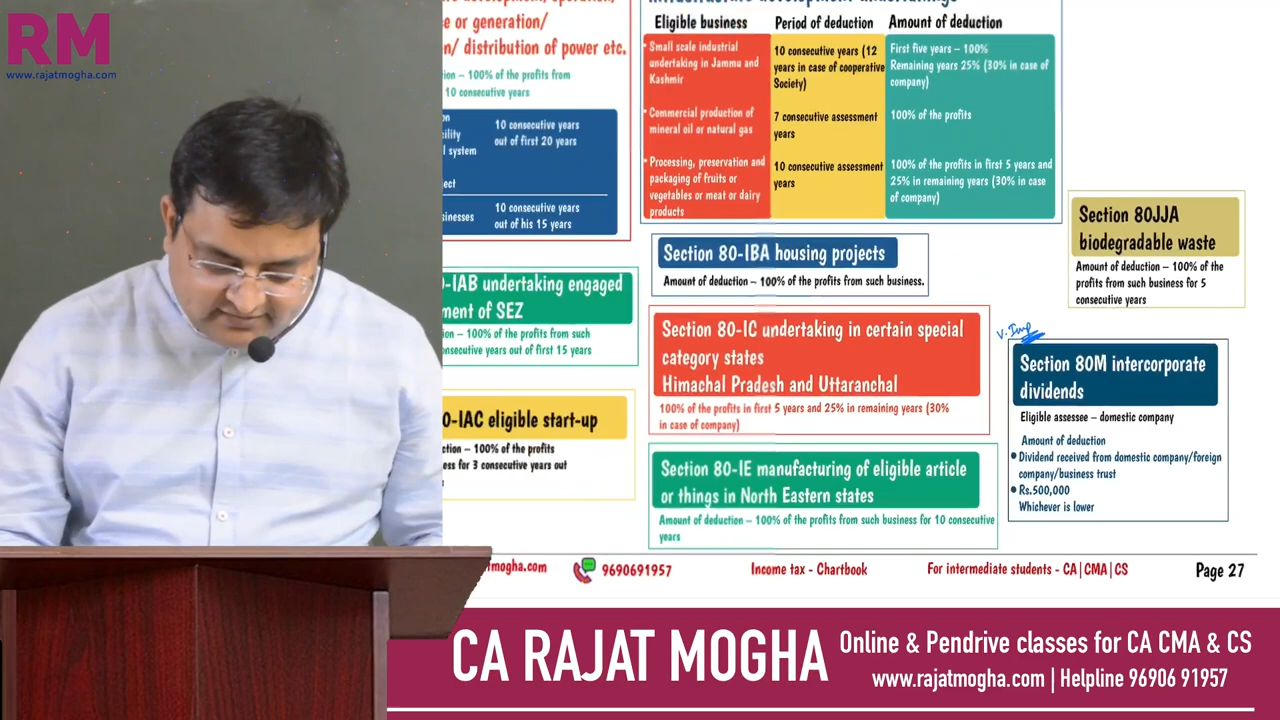 RM
www.rajatmogha.com
e or generation/
n/ distribution of power etc.
ion – 100% of the profits from
10 consecutive years
on
cility
l system
ect
10 consecutive years
out of first 20 years
sinesses
10 consecutive years
out of his 15 years
0-IAB undertaking engaged
ment of SEZ
ion – 100% of the profits from such
nsecutive years out of first 15 years
0-IAC eligible start-up
ction – 100% of the profits
ess for 3 consecutive years out
Eligible business
Period of deduction
Amount of deduction
• Small scale industrial
undertaking in Jammu and
Kashmir
10 consecutive years (12
years in case of cooperative
Society)
First five years – 100%
Remaining years 25% (30% in case of
company)
• Commercial production of
mineral oil or natural gas
7 consecutive assessment
years
100% of the profits
• Processing, preservation and
packaging of fruits or
vegetables or meat or dairy
products
10 consecutive assessment
years
100% of the profits in first 5 years and
25% in remaining years (30% in case
of company)
Section 80-IBA housing projects
Amount of deduction – 100% of the profits from such business.
Section 80-IC undertaking in certain special
category states
Himachal Pradesh and Uttaranchal
100% of the profits in first 5 years and 25% in remaining years (30%
in case of company)
Section 80-IE manufacturing of eligible article
or things in North Eastern states
Amount of deduction – 100% of the profits from such business for 10 consecutive
years
Section 80JJA
biodegradable waste
Amount of deduction – 100% of the
profits from such business for 5
consecutive years
V. Imp
Section 80M intercorporate
dividends
Eligible assessee – domestic company
Amount of deduction
• Dividend received from domestic company/foreign
company/business trust
• Rs.500,000
Whichever is lower
mogha.com
9690691957
Income tax - Chartbook
For intermediate students - CA|CMA|CS
Page 27
CA RAJAT MOGHA
Online & Pendrive classes for CA CMA & CS
www.rajatmogha.com | Helpline 96906 91957